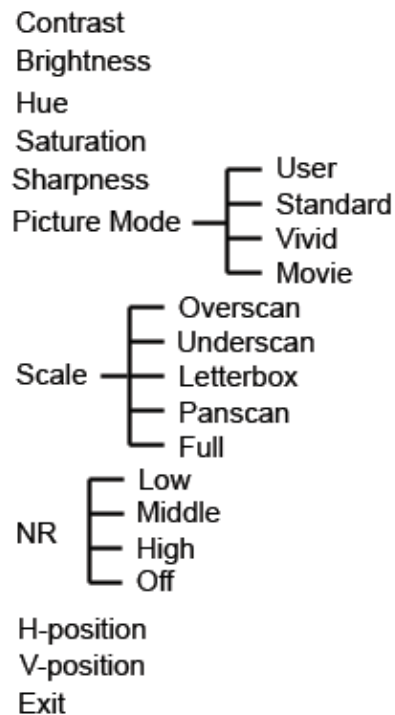 Contrast
Brightness
Hue
Saturation
Sharpness
Picture Mode
User
Standard
Vivid
Movie
Scale
Overscan
Underscan
Letterbox
Panscan
Full
NR
Low
Middle
High
Off
H-position
V-position
Exit